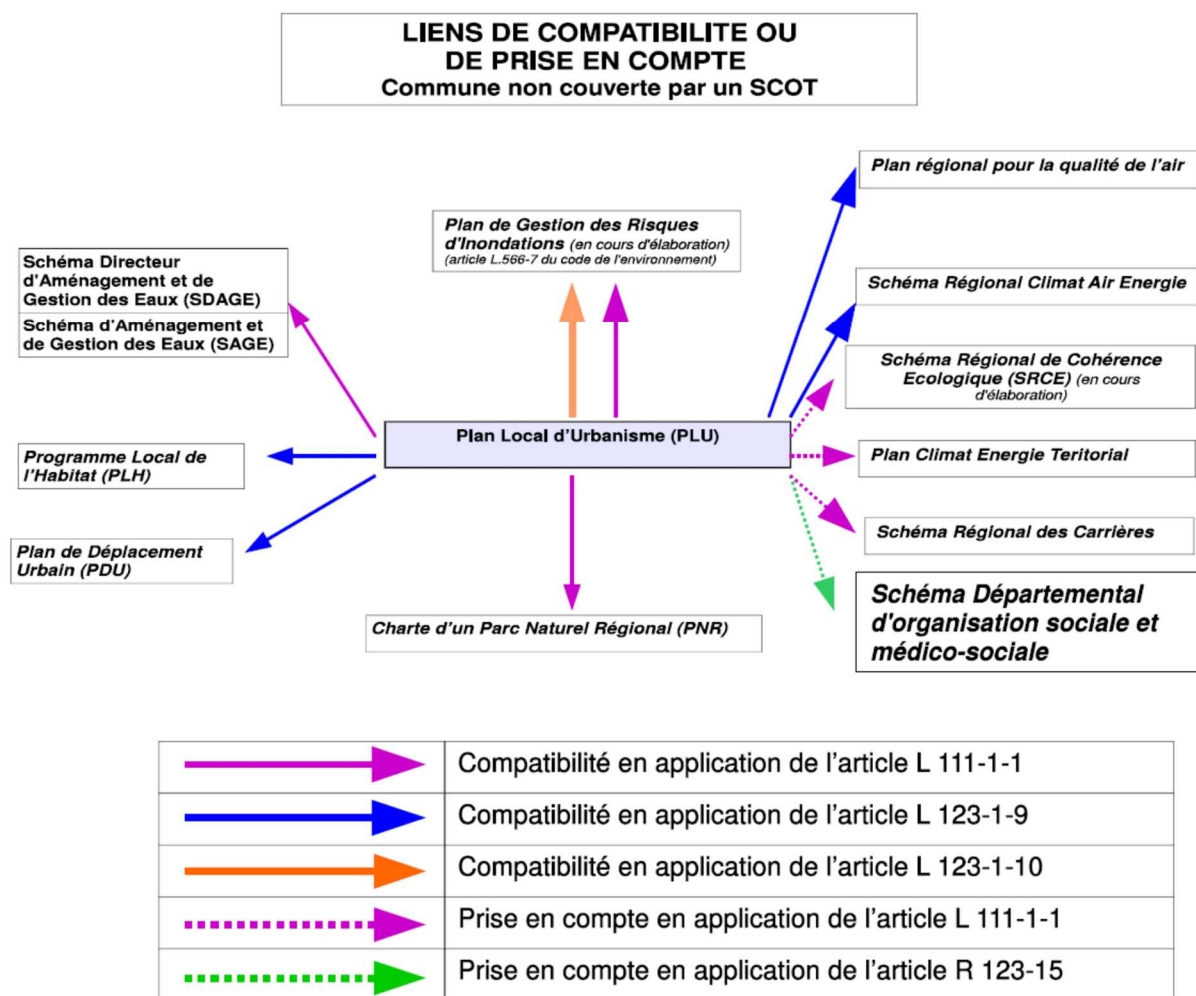 LIENS DE COMPATIBILITE OU
DE PRISE EN COMPTE
Commune non couverte par un SCOT
Plan régional pour la qualité de l'air
Plan de Gestion des Risques
d'Inondations (en cours d'élaboration)
(article L.566-7 du code de l'environnement)
Schéma Directeur
d'Aménagement et de
Gestion des Eaux (SDAGE)
Schéma d'Aménagement et
de Gestion des Eaux (SAGE)
Schéma Régional Climat Air Energie
Schéma Régional de Cohérence
Ecologique (SRCE) (en cours
d'élaboration)
Plan Local d'Urbanisme (PLU)
Programme Local de
l'Habitat (PLH)
Plan Climat Energie Teritorial
Plan de Déplacement
Urbain (PDU)
Schéma Régional des Carrières
Schéma Départemental
d'organisation sociale et
médico-sociale
Charte d'un Parc Naturel Régional (PNR)
Compatibilité en application de l'article L 111-1-1
Compatibilité en application de l'article L 123-1-9
Compatibilité en application de l'article L 123-1-10
Prise en compte en application de l'article L 111-1-1
Prise en compte en application de l'article R 123-15